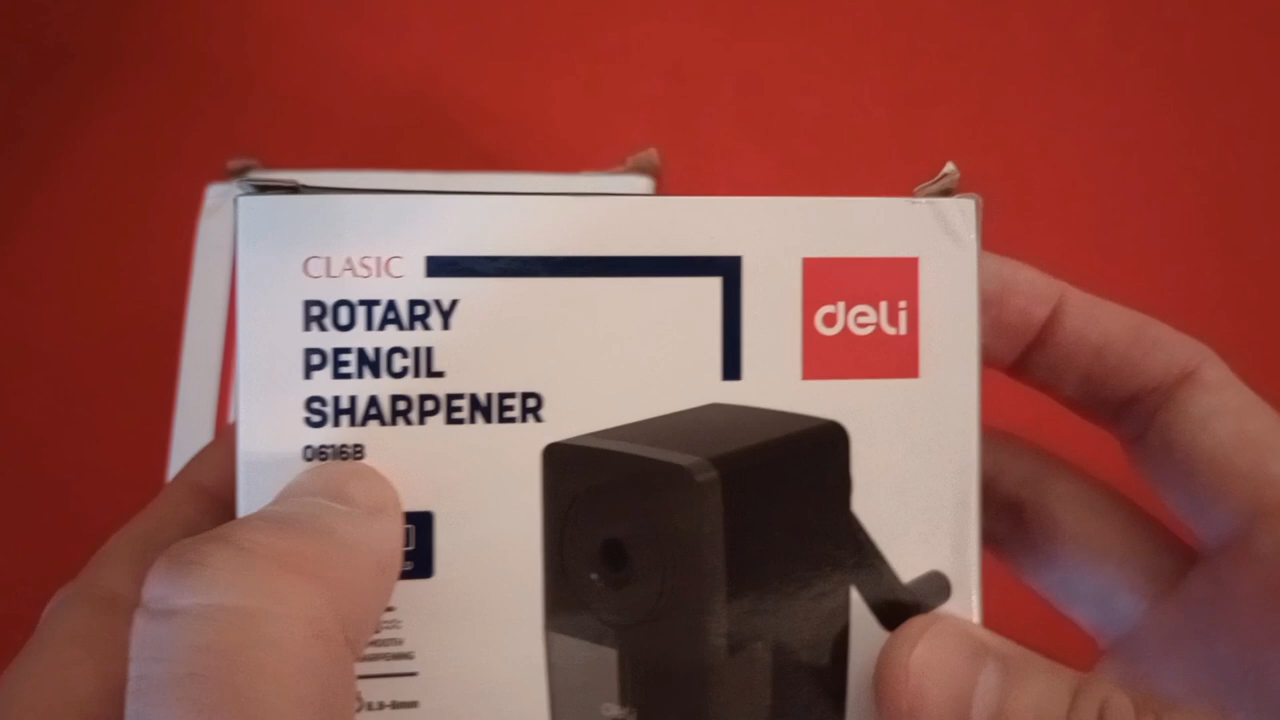 CLASIC
deli
ROTARY
PENCIL
SHARPENER
0616B